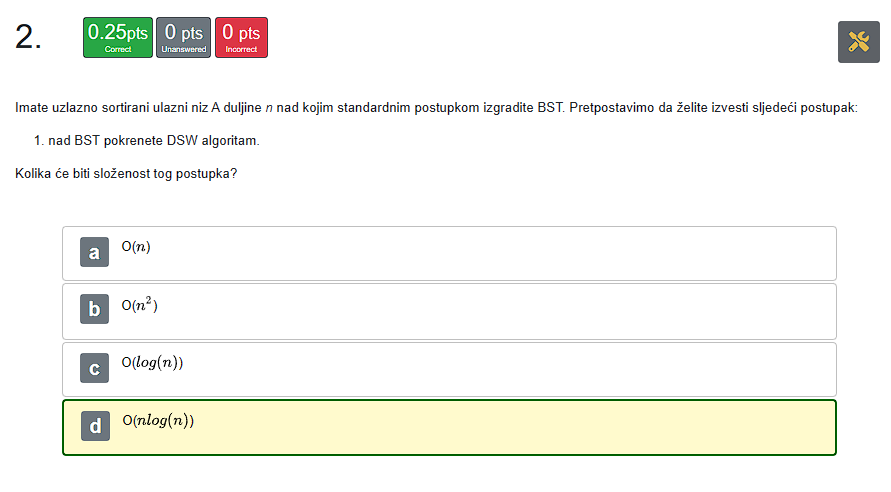 2.
0.25pts
Correct
0 pts
Unanswered
0 pts
Incorrect
Imate uzlazno sortirani ulazni niz A duljine n nad kojim standardnim postupkom izgradite BST. Pretpostavimo da želite izvesti sljedeći postupak:
1. nad BST pokrenete DSW algoritam.
Kolika će biti složenost tog postupka?
a O(n)
b O(n²)
c O(log(n))
d O(nlog(n))